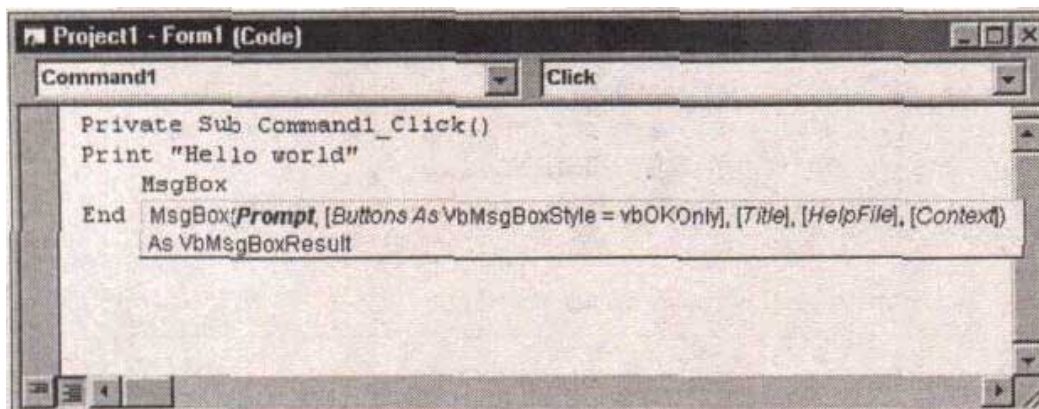 Project1 - Form1 (Code)
Command1 Click
Private Sub Command1_Click()
Print "Hello world"
MsgBox
End MsgBox(Prompt, [Buttons As VbMsgBoxStyle = vbOKOnly], [Title], [HelpFile], [Context])
As VbMsgBoxResult